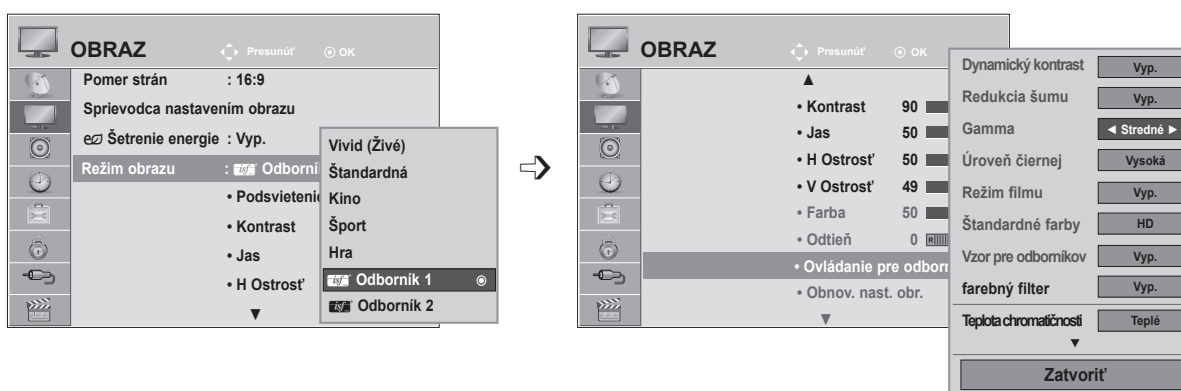 OBRAZ Presunúť OK
Pomer strán : 16:9
Sprievodca nastavením obrazu
Šetrenie energie : Vyp.
Režim obrazu : isf Odborní
• Podsvietenie
• Kontrast
• Jas
• H Ostrosť
▼
Vivid (Živé)
Štandardná
Kino
Šport
Hra
isf Odborník 1
isf Odborník 2
OBRAZ Presunúť OK
▲
• Kontrast 90
• Jas 50
• H Ostrosť 50
• V Ostrosť 49
• Farba 50
• Odtieň 0 R
• Ovládanie pre odborn
• Obnov. nast. obr.
▼
Dynamický kontrast Vyp.
Redukcia šumu Vyp.
Gamma ◄ Stredné ►
Úroveň čiernej Vysoká
Režim filmu Vyp.
Štandardné farby HD
Vzor pre odborníkov Vyp.
farebný filter Vyp.
Teplota chromatičnosti Teplé
▼
Zatvoriť